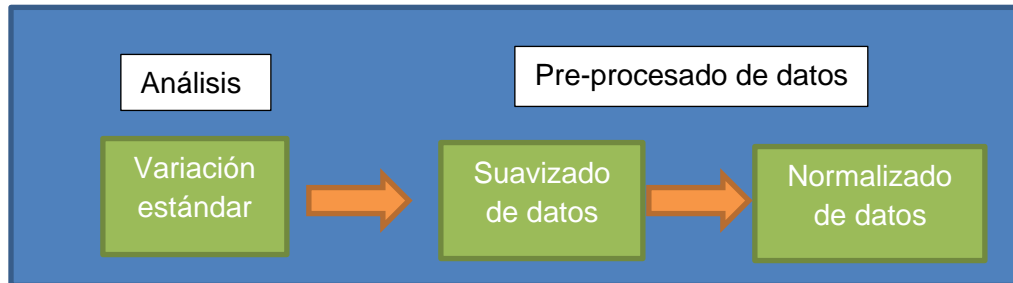 Análisis
Pre-procesado de datos
Variación
estándar
Suavizado
de datos
Normalizado
de datos